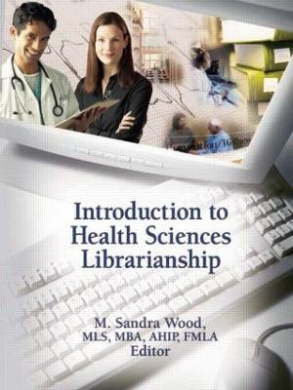 Introduction to
Health Sciences
Librarianship
M. Sandra Wood,
MLS, MBA, AHIP, FMLA
Editor